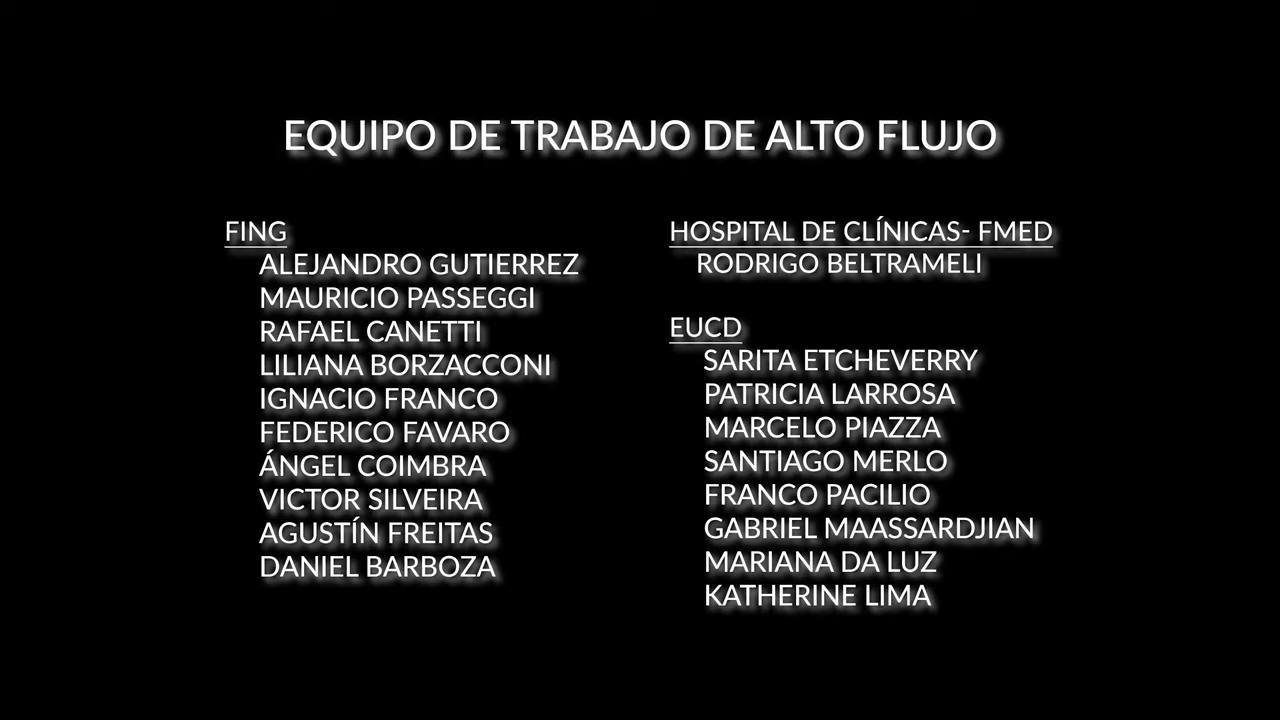 EQUIPO DE TRABAJO DE ALTO FLUJO
FING
ALEJANDRO GUTIERREZ
MAURICIO PASSEGGI
RAFAEL CANETTI
LILIANA BORZACCONI
IGNACIO FRANCO
FEDERICO FAVARO
ÁNGEL COIMBRA
VICTOR SILVEIRA
AGUSTÍN FREITAS
DANIEL BARBOZA
HOSPITAL DE CLÍNICAS- FMED
RODRIGO BELTRAMELI
EUCD
SARITA ETCHEVERRY
PATRICIA LARROSA
MARCELO PIAZZA
SANTIAGO MERLO
FRANCO PACILIO
GABRIEL MAASSARDJIAN
MARIANA DA LUZ
KATHERINE LIMA